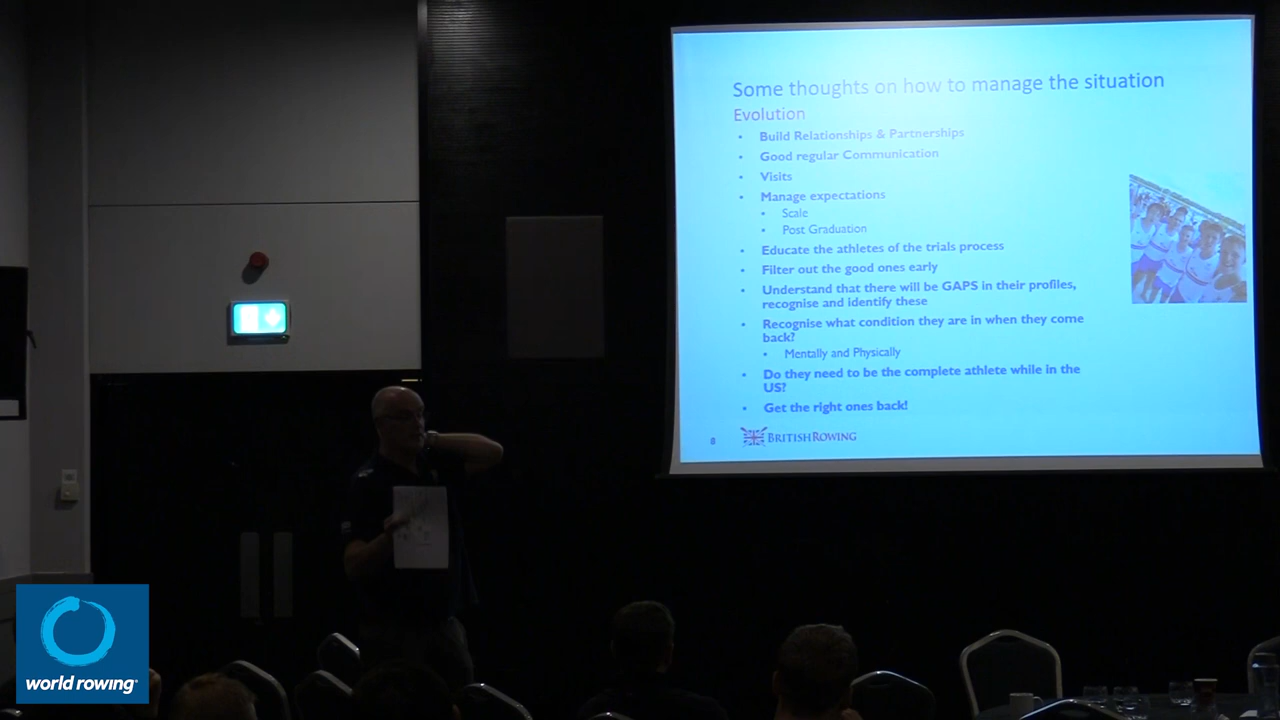 Some thoughts on how to manage the situation
Evolution
• Build Relationships & Partnerships
• Good regular Communication
• Visits
• Manage expectations
• Scale
• Post Graduation
• Educate the athletes of the trials process
• Filter out the good ones early
• Understand that there will be GAPS in their profiles,
recognise and identify these
• Recognise what condition they are in when they come
back?
• Mentally and Physically
• Do they need to be the complete athlete while in the
US?
• Get the right ones back!
8
BRITISHROWING
world rowing